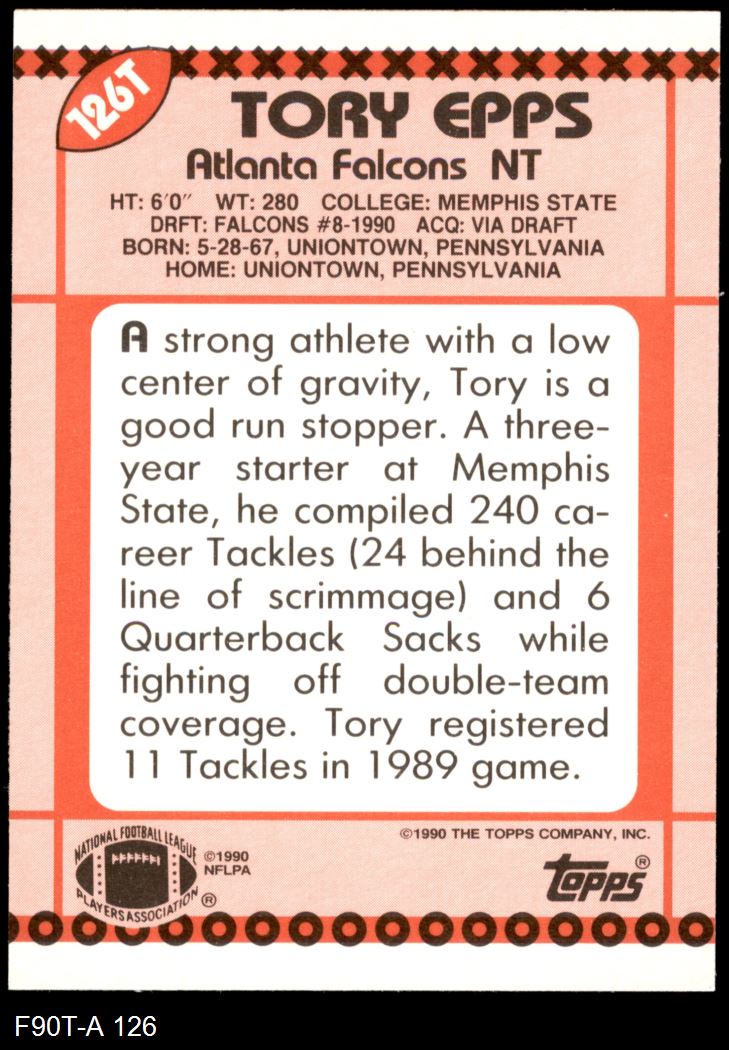 126T
TORY EPPS
Atlanta Falcons NT
HT: 6'0" WT: 280 COLLEGE: MEMPHIS STATE
DRFT: FALCONS #8-1990 ACQ: VIA DRAFT
BORN: 5-28-67, UNIONTOWN, PENNSYLVANIA
HOME: UNIONTOWN, PENNSYLVANIA
A strong athlete with a low
center of gravity, Tory is a
good run stopper. A three-
year starter at Memphis
State, he compiled 240 ca-
reer Tackles (24 behind the
line of scrimmage) and 6
Quarterback Sacks while
fighting off double-team
coverage. Tory registered
11 Tackles in 1989 game.
©1990 THE TOPPS COMPANY, INC.
NATIONAL FOOTBALL LEAGUE
PLAYERS ASSOCIATION ®
©1990
NFLPA
Topps ®
F90T-A 126